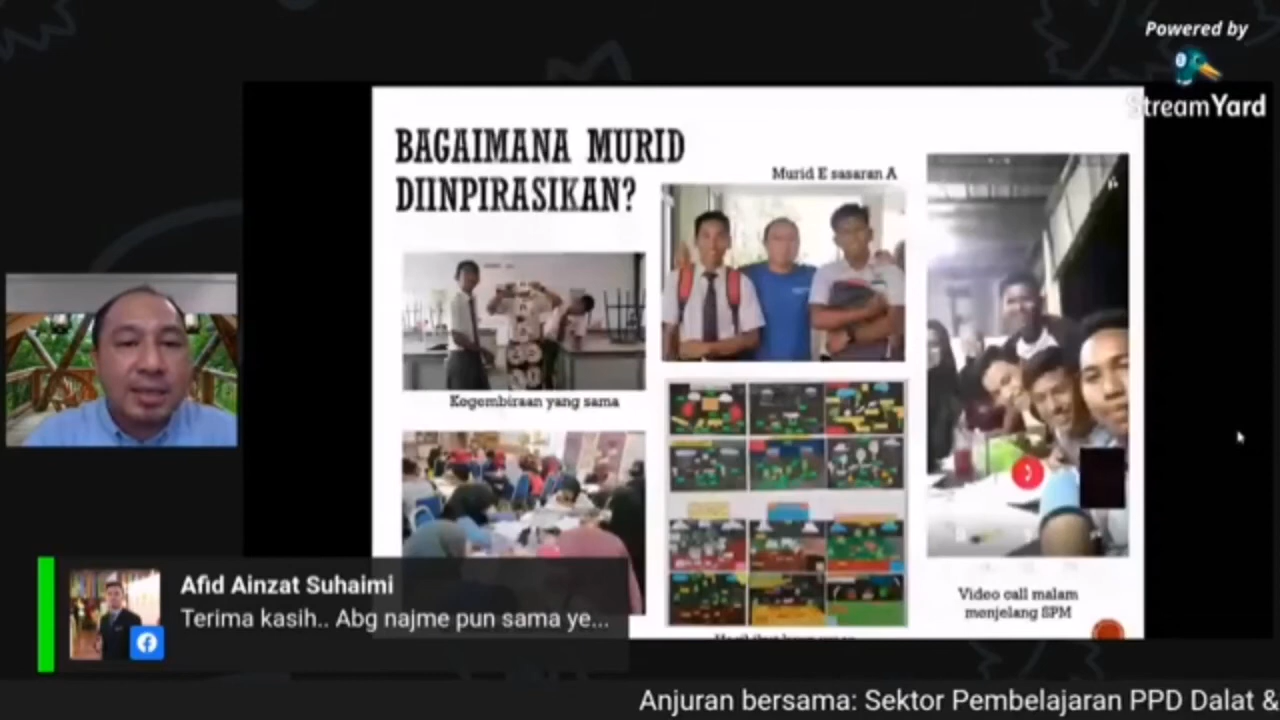 Powered by
StreamYard
BAGAIMANA MURID
DIINPIRASIKAN?
Murid E sasaran A
Kegembiraan yang sama
Video call malam
menjelang SPM
Afid Ainzat Suhaimi
Terima kasih.. Abg najme pun sama ye...
Anjuran bersama: Sektor Pembelajaran PPD Dalat &